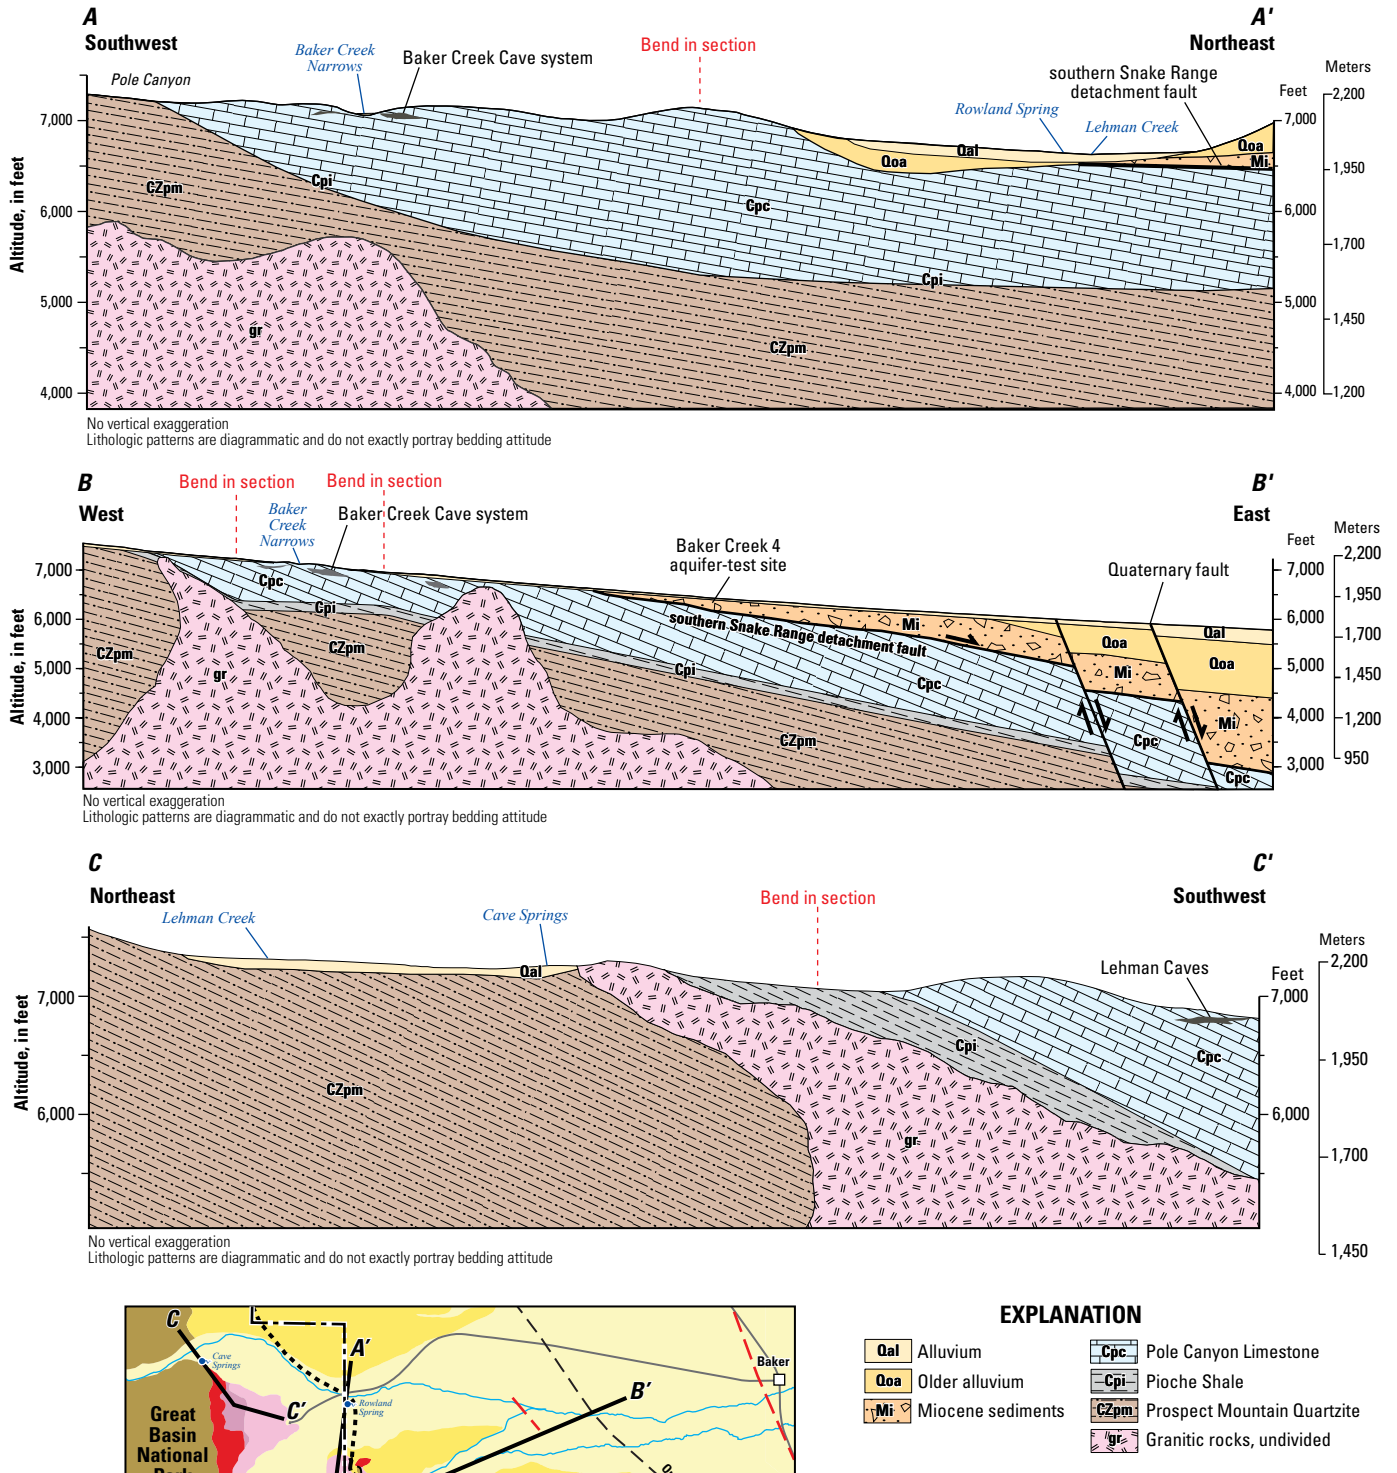 A
Southwest
A'
Northeast
Pole Canyon
Baker Creek
Narrows
Baker Creek Cave system
Bend in section
southern Snake Range
detachment fault
Rowland Spring
Lehman Creek
Feet
Meters
Altitude, in feet
7,000
6,000
5,000
4,000
7,000
6,000
5,000
4,000
2,200
1,950
1,700
1,450
1,200
CZpm
Cpi
gr
Cpc
Qoa
Qal
Qoa
Mi
Cpi
CZpm
No vertical exaggeration
Lithologic patterns are diagrammatic and do not exactly portray bedding attitude
B
West
B'
East
Bend in section
Bend in section
Baker
Creek
Narrows
Baker Creek Cave system
Baker Creek 4
aquifer-test site
Quaternary fault
Feet
Meters
Altitude, in feet
7,000
6,000
5,000
4,000
3,000
7,000
6,000
5,000
4,000
3,000
2,200
1,950
1,700
1,450
1,200
950
Cpc
Cpi
CZpm
CZpm
gr
southern Snake Range detachment fault
Mi
Cpi
Cpc
CZpm
Qoa
Mi
Cpc
Qal
Qoa
Mi
Cpc
No vertical exaggeration
Lithologic patterns are diagrammatic and do not exactly portray bedding attitude
C
Northeast
C'
Southwest
Lehman Creek
Cave Springs
Bend in section
Lehman Caves
Feet
Meters
Altitude, in feet
7,000
6,000
7,000
6,000
2,200
1,950
1,700
1,450
Qal
CZpm
Cpi
Cpc
gr
No vertical exaggeration
Lithologic patterns are diagrammatic and do not exactly portray bedding attitude
C
Cave
Springs
A'
Baker
B'
Rowland
Spring
C'
Great
Basin
National
EXPLANATION
Qal Alluvium
Qoa Older alluvium
Mi Miocene sediments
Cpc Pole Canyon Limestone
Cpi Pioche Shale
CZpm Prospect Mountain Quartzite
gr Granitic rocks, undivided